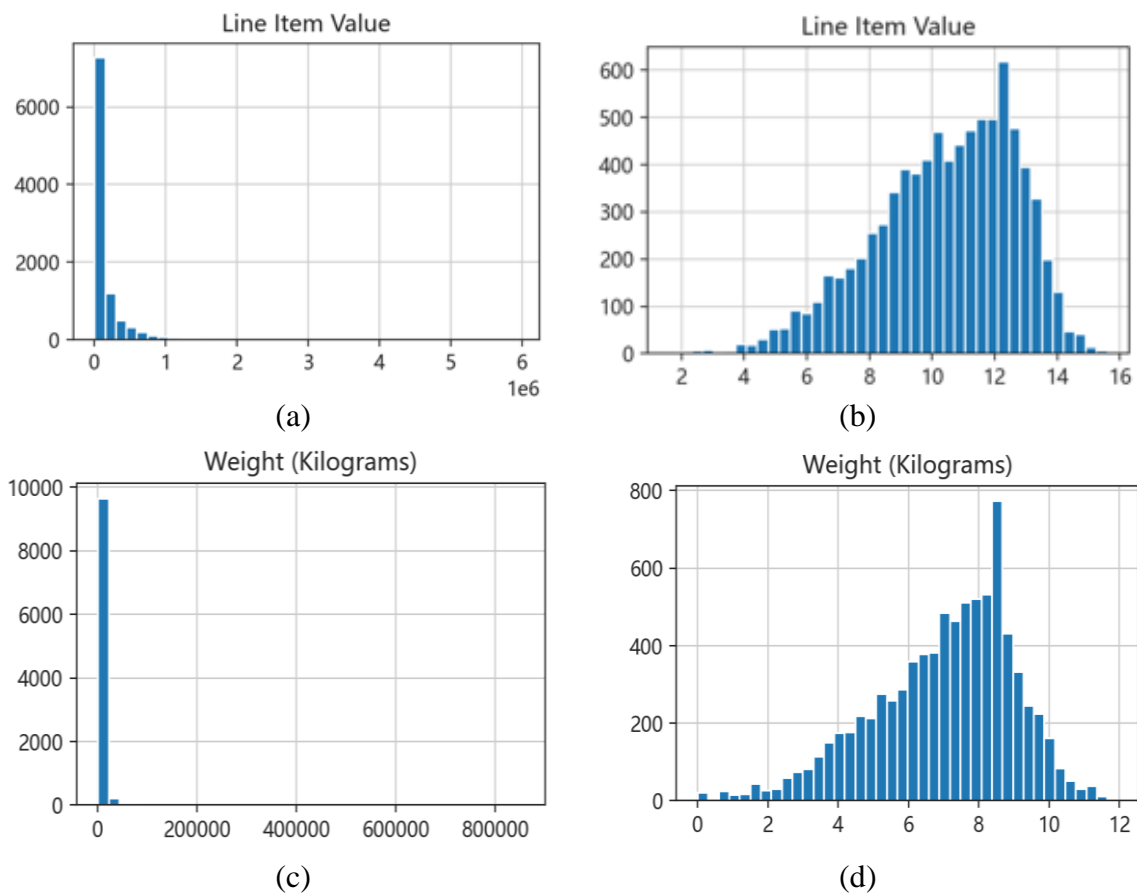 Line Item Value
6000
4000
2000
0
0 1 2 3 4 5 6
1e6
(a)
Line Item Value
600
500
400
300
200
100
0
2 4 6 8 10 12 14 16
(b)
Weight (Kilograms)
10000
8000
6000
4000
2000
0
0 200000 400000 600000 800000
(c)
Weight (Kilograms)
800
600
400
200
0
0 2 4 6 8 10 12
(d)